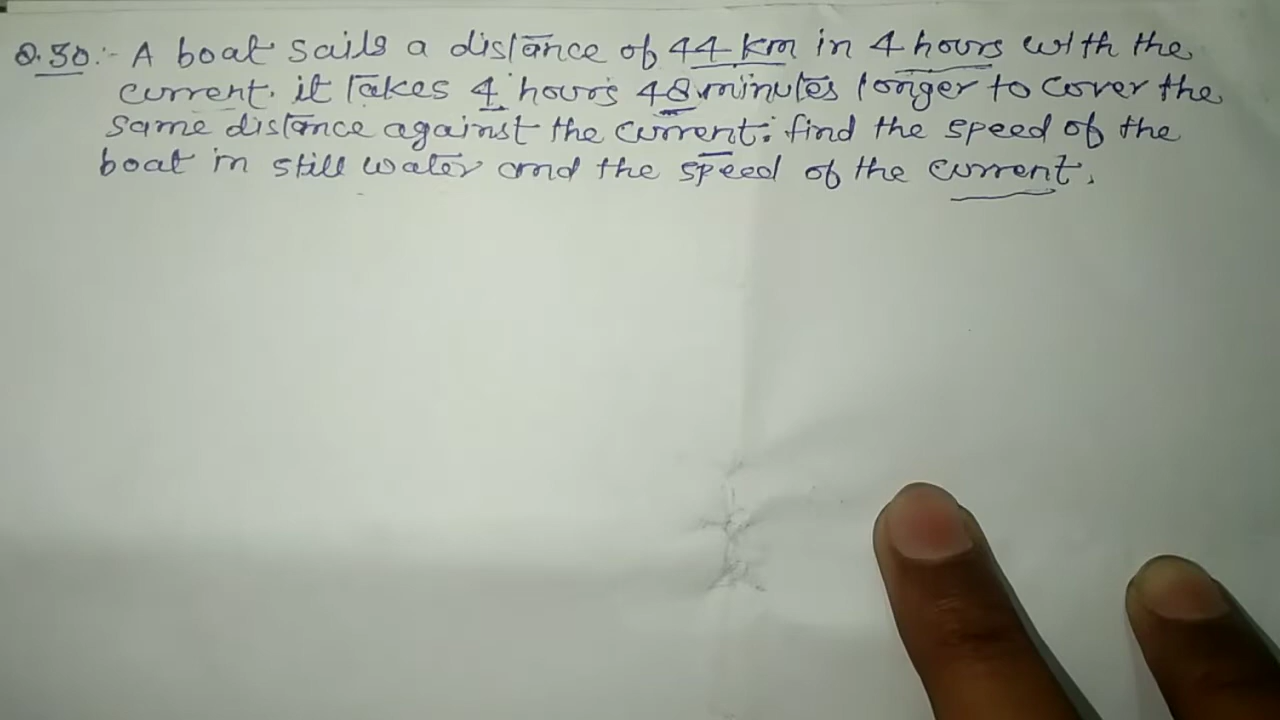 Q.30:- A boat sails a distance of 44 km in 4 hours with the
current. it takes 4 hours 48 minutes longer to cover the
same distance against the current. find the speed of the
boat in still water and the speed of the current.